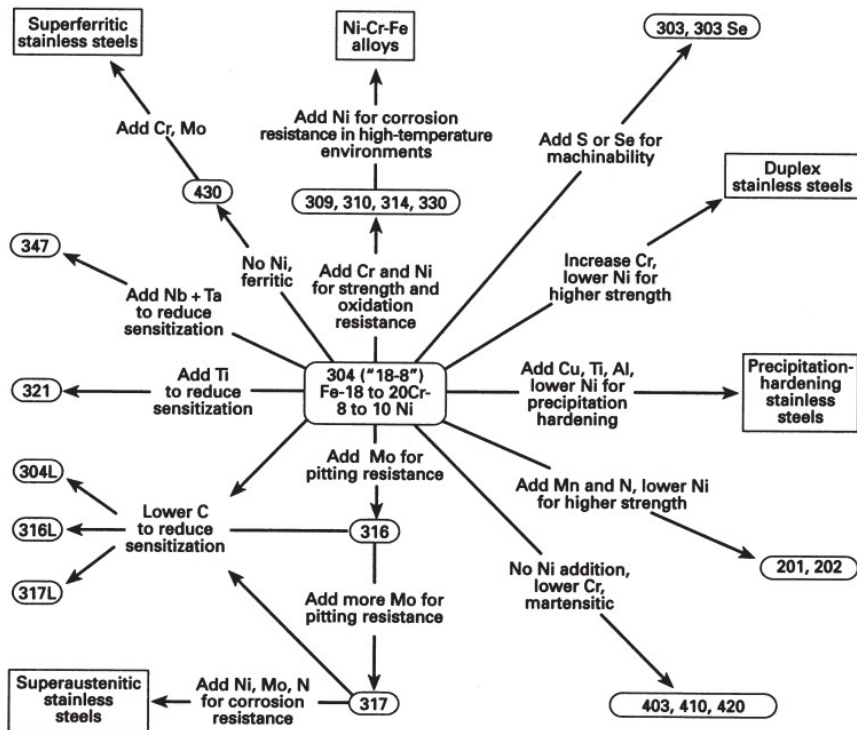 Superferritic
stainless steels
Ni-Cr-Fe
alloys
303, 303 Se
Add Cr, Mo
Add Ni for corrosion
resistance in high-temperature
environments
Add S or Se for
machinability
Duplex
stainless steels
430
309, 310, 314, 330
347
No Ni,
ferritic
Add Cr and Ni
for strength and
oxidation
resistance
Increase Cr,
lower Ni for
higher strength
Add Nb + Ta
to reduce
sensitization
321
Add Ti
to reduce
sensitization
304 ("18-8")
Fe-18 to 20Cr-
8 to 10 Ni
Add Cu, Ti, Al,
lower Ni for
precipitation
hardening
Precipitation-
hardening
stainless
steels
Add Mo for
pitting resistance
Add Mn and N, lower Ni
for higher strength
304L
316L
317L
Lower C
to reduce
sensitization
316
No Ni addition,
lower Cr,
martensitic
201, 202
Add more Mo for
pitting resistance
Superaustenitic
stainless
steels
Add Ni, Mo, N
for corrosion
resistance
317
403, 410, 420